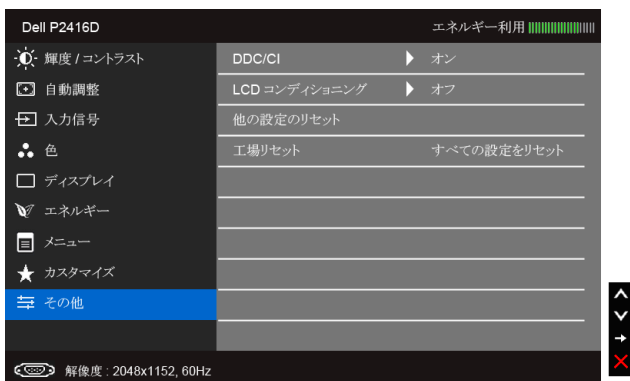 Dell P2416D エネルギー利用
輝度 / コントラスト
自動調整
入力信号
色
ディスプレイ
エネルギー
メニュー
カスタマイズ
その他
DDC/CI オン
LCD コンディショニング オフ
他の設定のリセット
工場リセット すべての設定をリセット
解像度 : 2048x1152, 60Hz